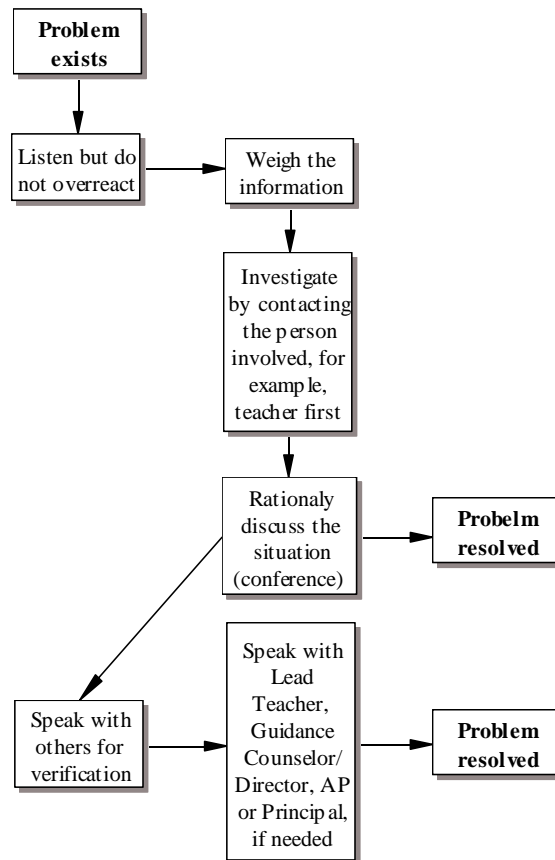 Problem
exists
Listen but do
not overreact
Weigh the
information
Investigate
by contacting
the person
involved, for
example,
teacher first
Rationaly
discuss the
situation
(conference)
Probelm
resolved
Speak with
others for
verification
Speak with
Lead
Teacher,
Guidance
Counselor/
Director, AP
or Principal,
if needed
Problem
resolved